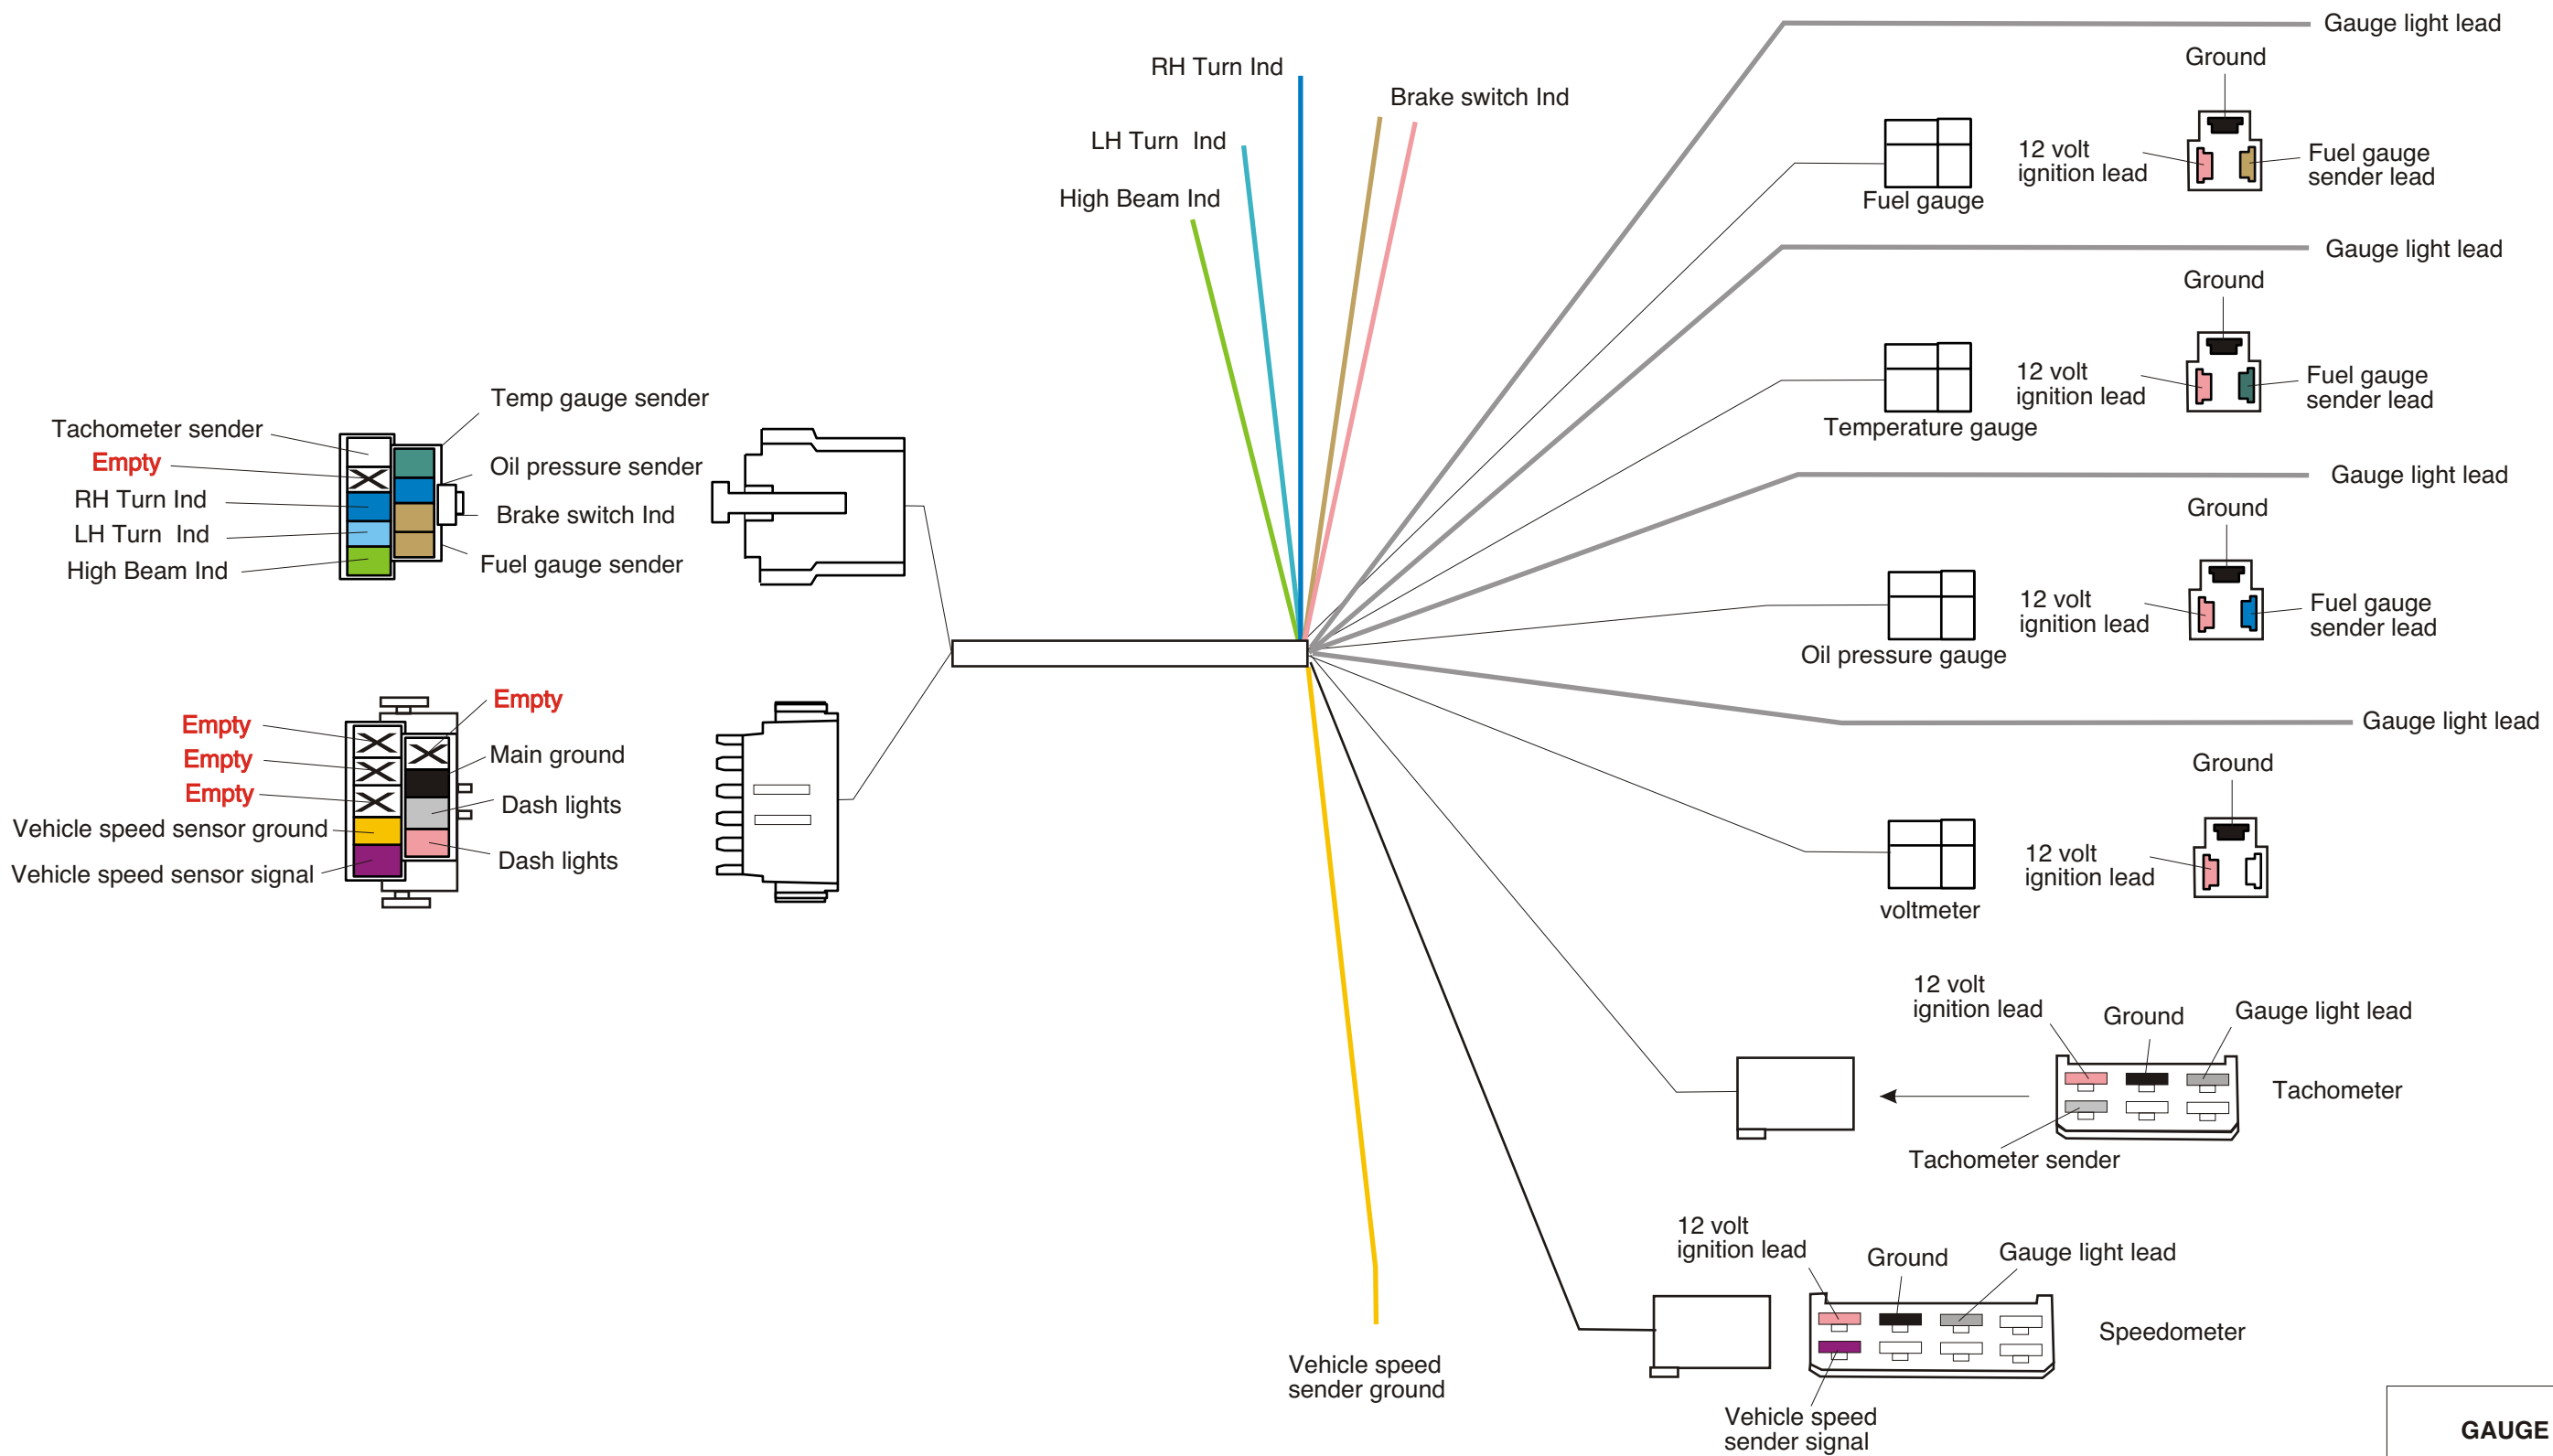 Gauge light lead
RH Turn Ind
Brake switch Ind
LH Turn  Ind
High Beam Ind
Ground
12 volt
ignition lead
Fuel gauge
sender lead
Fuel gauge
Gauge light lead
Ground
12 volt
ignition lead
Fuel gauge
sender lead
Temperature gauge
Gauge light lead
Ground
12 volt
ignition lead
Fuel gauge
sender lead
Oil pressure gauge
Gauge light lead
Ground
12 volt
ignition lead
voltmeter
Temp gauge sender
Tachometer sender
Empty
Oil pressure sender
RH Turn Ind
Brake switch Ind
LH Turn  Ind
Fuel gauge sender
High Beam Ind
Empty
Empty
Main ground
Empty
Empty
Dash lights
Vehicle speed sensor ground
Dash lights
Vehicle speed sensor signal
12 volt
ignition lead
Ground
Gauge light lead
Tachometer
Tachometer sender
12 volt
ignition lead
Ground
Gauge light lead
Speedometer
Vehicle speed
sender ground
Vehicle speed
sender signal
GAUGE